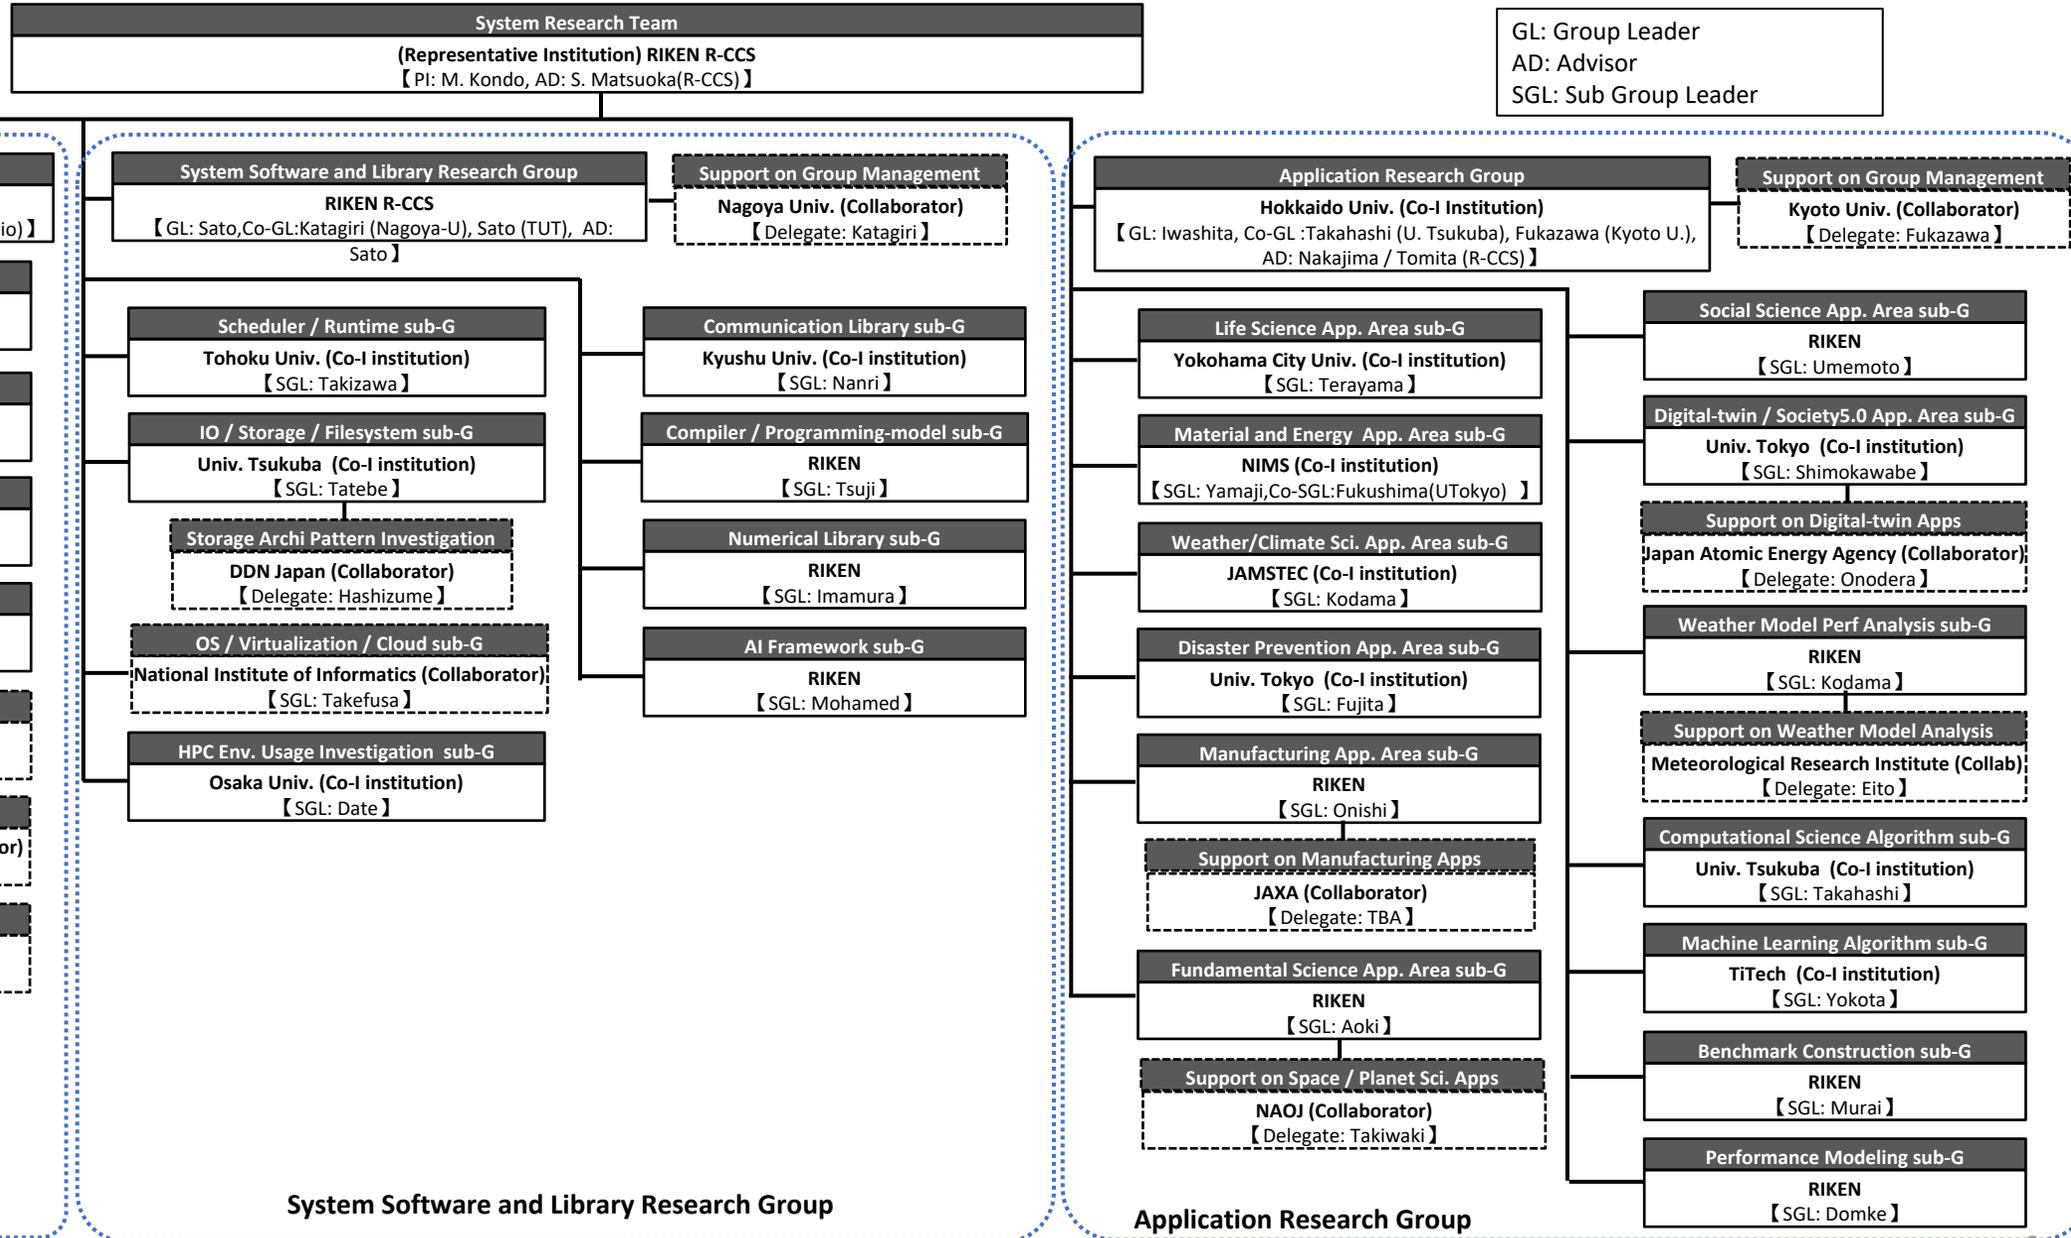 System Research Team
(Representative Institution) RIKEN R-CCS
【PI: M. Kondo, AD: S. Matsuoka(R-CCS)】
GL: Group Leader
AD: Advisor
SGL: Sub Group Leader
io)】
or)
System Software and Library Research Group
RIKEN R-CCS
【GL: Sato,Co-GL:Katagiri (Nagoya-U), Sato (TUT), AD:
Sato】
Support on Group Management
Nagoya Univ. (Collaborator)
【Delegate: Katagiri】
Scheduler / Runtime sub-G
Tohoku Univ. (Co-I institution)
【SGL: Takizawa】
IO / Storage / Filesystem sub-G
Univ. Tsukuba (Co-I institution)
【SGL: Tatebe】
Storage Archi Pattern Investigation
DDN Japan (Collaborator)
【Delegate: Hashizume】
OS / Virtualization / Cloud sub-G
National Institute of Informatics (Collaborator)
【SGL: Takefusa】
HPC Env. Usage Investigation sub-G
Osaka Univ. (Co-I institution)
【SGL: Date】
Communication Library sub-G
Kyushu Univ. (Co-I institution)
【SGL: Nanri】
Compiler / Programming-model sub-G
RIKEN
【SGL: Tsuji】
Numerical Library sub-G
RIKEN
【SGL: Imamura】
AI Framework sub-G
RIKEN
【SGL: Mohamed】
System Software and Library Research Group
Application Research Group
Hokkaido Univ. (Co-I Institution)
【GL: Iwashita, Co-GL :Takahashi (U. Tsukuba), Fukazawa (Kyoto U.),
AD: Nakajima / Tomita (R-CCS)】
Support on Group Management
Kyoto Univ. (Collaborator)
【Delegate: Fukazawa】
Life Science App. Area sub-G
Yokohama City Univ. (Co-I institution)
【SGL: Terayama】
Material and Energy App. Area sub-G
NIMS (Co-I institution)
【SGL: Yamaji,Co-SGL:Fukushima(UTokyo) 】
Weather/Climate Sci. App. Area sub-G
JAMSTEC (Co-I institution)
【SGL: Kodama】
Disaster Prevention App. Area sub-G
Univ. Tokyo (Co-I institution)
【SGL: Fujita】
Manufacturing App. Area sub-G
RIKEN
【SGL: Onishi】
Support on Manufacturing Apps
JAXA (Collaborator)
【Delegate: TBA】
Fundamental Science App. Area sub-G
RIKEN
【SGL: Aoki】
Support on Space / Planet Sci. Apps
NAOJ (Collaborator)
【Delegate: Takiwaki】
Social Science App. Area sub-G
RIKEN
【SGL: Umemoto】
Digital-twin / Society5.0 App. Area sub-G
Univ. Tokyo (Co-I institution)
【SGL: Shimokawabe】
Support on Digital-twin Apps
Japan Atomic Energy Agency (Collaborator)
【Delegate: Onodera】
Weather Model Perf Analysis sub-G
RIKEN
【SGL: Kodama】
Support on Weather Model Analysis
Meteorological Research Institute (Collab)
【Delegate: Eito】
Computational Science Algorithm sub-G
Univ. Tsukuba (Co-I institution)
【SGL: Takahashi】
Machine Learning Algorithm sub-G
TiTech (Co-I institution)
【SGL: Yokota】
Benchmark Construction sub-G
RIKEN
【SGL: Murai】
Performance Modeling sub-G
RIKEN
【SGL: Domke】
Application Research Group